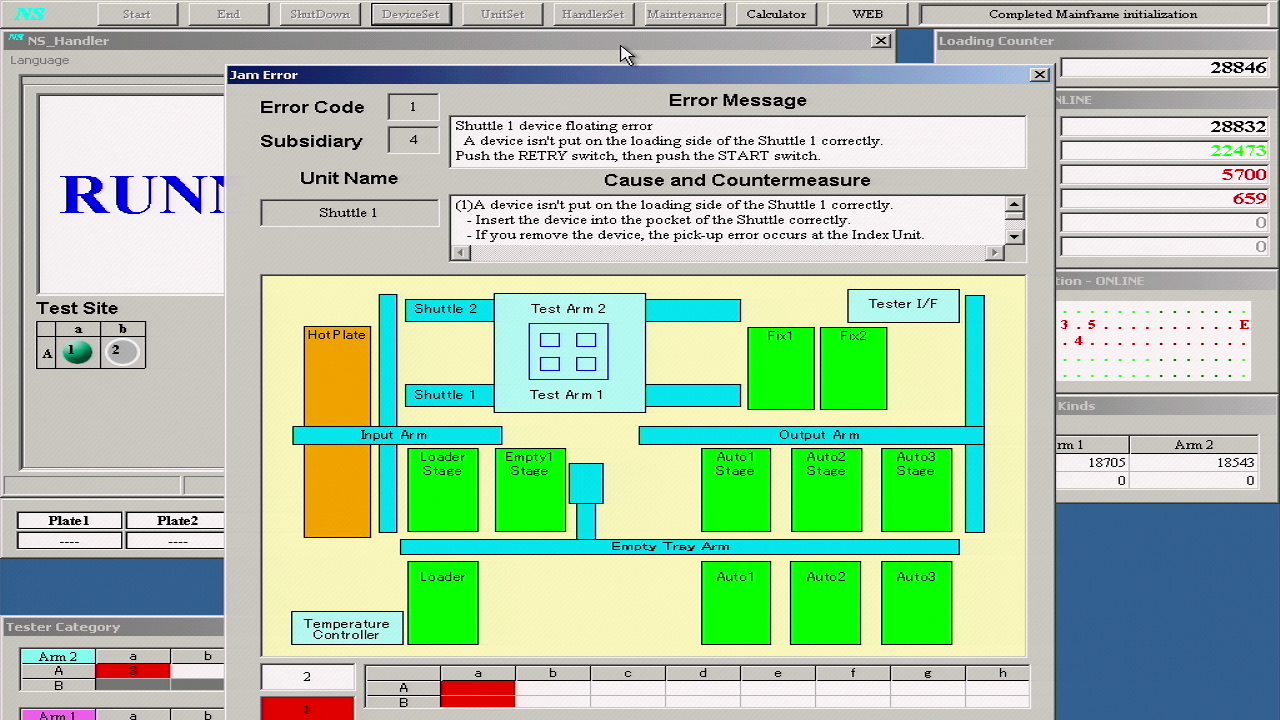 NS Start End ShutDown DeviceSet UnitSet HandlerSet Maintenance Calculator WEB Completed Mainframe initialization
NS NS_Handler
Language
Loading Counter
28846
NLINE
28832
22473
5700
659
0
0
tion - ONLINE
3 . 5 . . . . . . . . . . E
. 4 . . . . . . . . . . .
Kinds
rm 1 Arm 2
18705 18543
0 0
RUNN
Test Site
a b
A 1 2
Plate1 Plate2
---- ----
Tester Category
Arm 2 a b
A 3
B
Arm 1 a b
Jam Error
Error Code 1
Subsidiary 4
Unit Name
Shuttle 1
Error Message
Shuttle 1 device floating error
A device isn't put on the loading side of the Shuttle 1 correctly.
Push the RETRY switch, then push the START switch.
Cause and Countermeasure
(1)A device isn't put on the loading side of the Shuttle 1 correctly.
- Insert the device into the pocket of the Shuttle correctly.
- If you remove the device, the pick-up error occurs at the Index Unit.
Shuttle 2 Test Arm 2 Tester I/F
HotPlate Fix1 Fix2
Shuttle 1 Test Arm 1
Input Arm Output Arm
Loader Stage
Empty1 Stage
Auto1 Stage
Auto2 Stage
Auto3 Stage
Empty Tray Arm
Loader Auto1 Auto2 Auto3
Temperature
Controller
2
1
a b c d e f g h
A
B